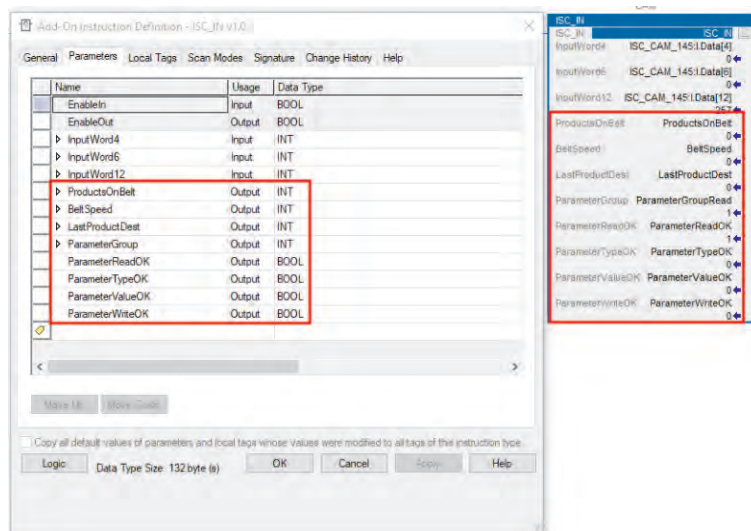 Add-On Instruction Definition - ISC_IN v1.0
General Parameters Local Tags Scan Modes Signature Change History Help
Name Usage Data Type
EnableIn Input BOOL
EnableOut Output BOOL
InputWord4 Input INT
InputWord6 Input INT
InputWord12 Input INT
ProductsOnBelt Output INT
BeltSpeed Output INT
LastProductDest Output INT
ParameterGroup Output INT
ParameterReadOK Output BOOL
ParameterTypeOK Output BOOL
ParameterValueOK Output BOOL
ParameterWriteOK Output BOOL
Move Up Move Down
Copy all default values of parameters and local tags whose values were modified to all tags of this instruction type
Logic Data Type Size: 132 byte (s) OK Cancel Apply Help
ISC_IN
ISC_IN ISC_IN ...
InputWord4 ISC_CAM_145:I.Data[4]
0
InputWord6 ISC_CAM_145:I.Data[6]
0
InputWord12 ISC_CAM_145:I.Data[12]
257
ProductsOnBelt ProductsOnBelt
0
BeltSpeed BeltSpeed
0
LastProductDest LastProductDest
0
ParameterGroup ParameterGroupRead
1
ParameterReadOK ParameterReadOK
1
ParameterTypeOK ParameterTypeOK
0
ParameterValueOK ParameterValueOK
0
ParameterWriteOK ParameterWriteOK
0